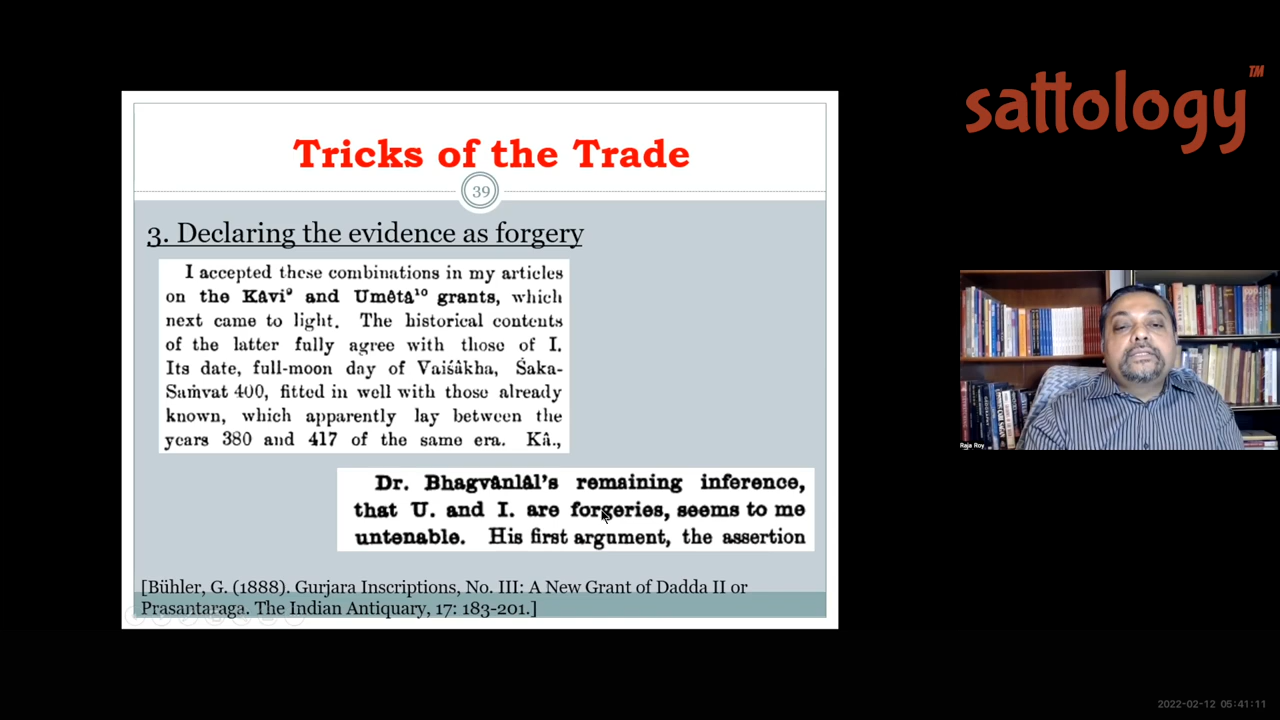 sattology™
Tricks of the Trade
39
3. Declaring the evidence as forgery
I accepted these combinations in my articles
on the Kâvi⁹ and Umêtâ¹⁰ grants, which
next came to light. The historical contents
of the latter fully agree with those of I.
Its date, full-moon day of Vaiśâkha, Śaka-
Saṁvat 400, fitted in well with those already
known, which apparently lay between the
years 380 and 417 of the same era. Kâ.,
Dr. Bhagvânlâl's remaining inference,
that U. and I. are forgeries, seems to me
untenable. His first argument, the assertion
[Bühler, G. (1888). Gurjara Inscriptions, No. III: A New Grant of Dadda II or
Prasantaraga. The Indian Antiquary, 17: 183-201.]
Raja Roy
2022-02-12 05:41:11